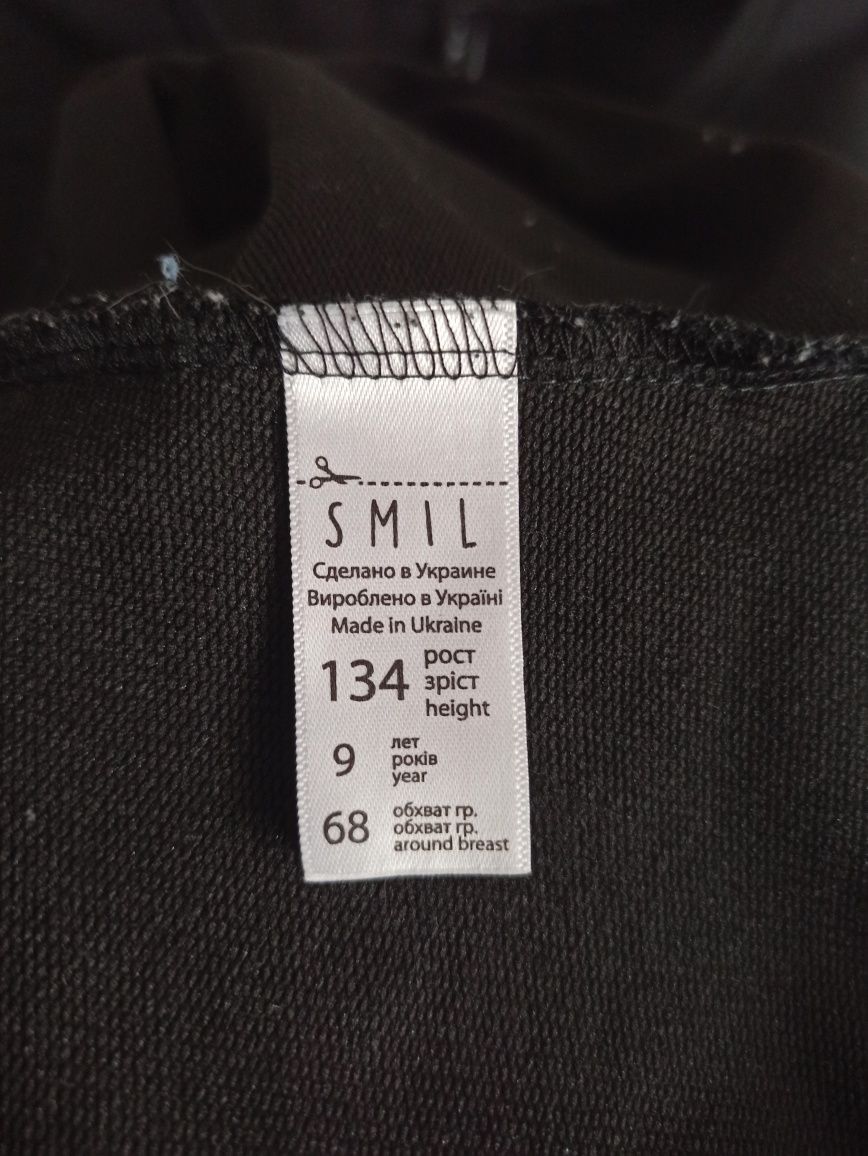 SMIL
Сделано в Украине
Вироблено в Україні
Made in Ukraine
134 рост
зріст
height
9 лет
років
year
68 обхват гр.
обхват гр.
around breast